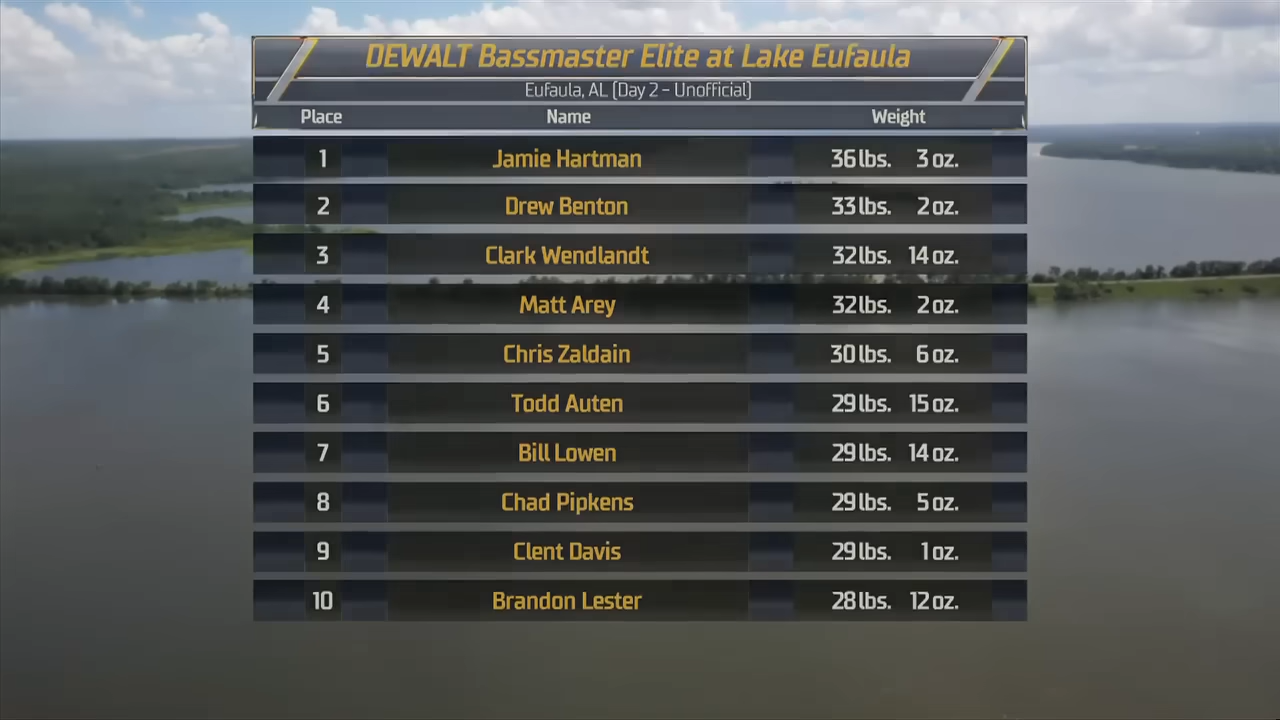 DEWALT Bassmaster Elite at Lake Eufaula
Eufaula, AL (Day 2 - Unofficial)
Place Name Weight
1 Jamie Hartman 36 lbs. 3 oz.
2 Drew Benton 33 lbs. 2 oz.
3 Clark Wendlandt 32 lbs. 14 oz.
4 Matt Arey 32 lbs. 2 oz.
5 Chris Zaldain 30 lbs. 6 oz.
6 Todd Auten 29 lbs. 15 oz.
7 Bill Lowen 29 lbs. 14 oz.
8 Chad Pipkens 29 lbs. 5 oz.
9 Clent Davis 29 lbs. 1 oz.
10 Brandon Lester 28 lbs. 12 oz.